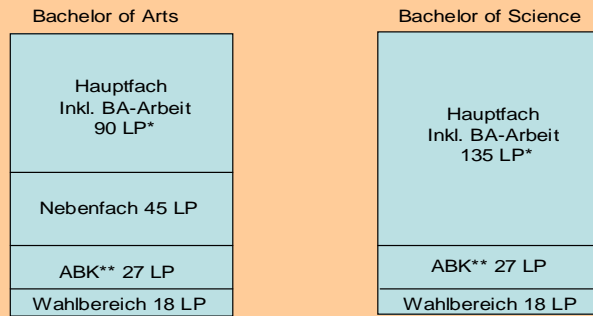 Bachelor of Arts
Hauptfach
Inkl. BA-Arbeit
90 LP*
Nebenfach 45 LP
ABK** 27 LP
Wahlbereich 18 LP
Bachelor of Science
Hauptfach
Inkl. BA-Arbeit
135 LP*
ABK** 27 LP
Wahlbereich 18 LP